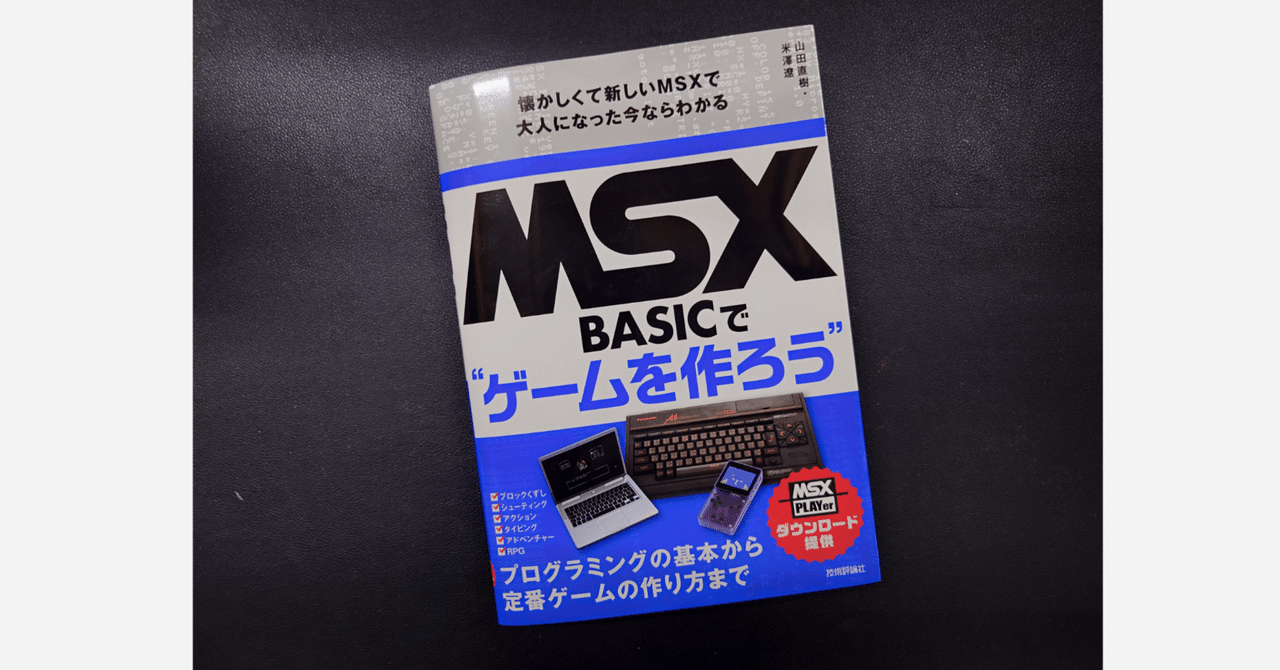 山田直樹・
米澤遼
懐かしくて新しいMSXで
大人になった今ならわかる
MSX
BASICで
“ゲームを作ろう”
ブロックくずし
シューティング
アクション
タイピング
アドベンチャー
RPG
MSX
PLAYer
ダウンロード
提供
プログラミングの基本から
定番ゲームの作り方まで
技術評論社